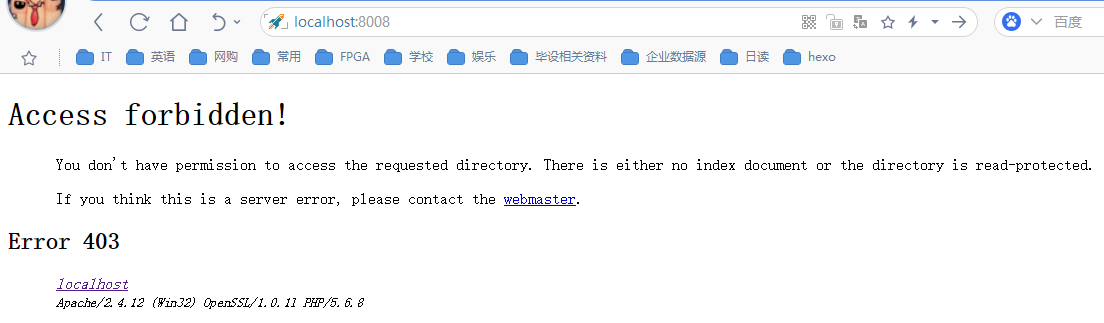 localhost:8008
百度
IT 英语 网购 常用 FPGA 学校 娱乐 毕设相关资料 企业数据源 日读 hexo
Access forbidden!
You don't have permission to access the requested directory. There is either no index document or the directory is read-protected.
If you think this is a server error, please contact the webmaster.
Error 403
localhost
Apache/2.4.12 (Win32) OpenSSL/1.0.1l PHP/5.6.8